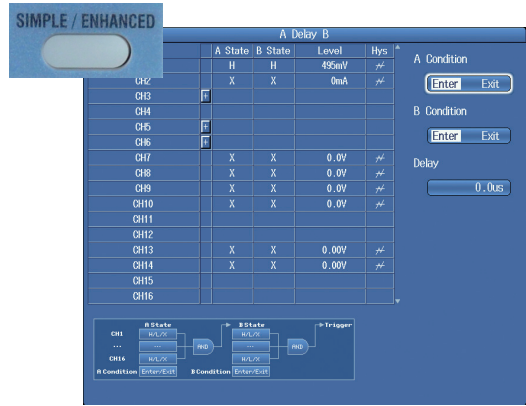 SIMPLE / ENHANCED
A Delay B
A State B State Level Hys
H H 495mV
CH2 X X 0mA
CH3 +
CH4
CH5 +
CH6 +
CH7 X X 0.0V
CH8 X X 0.0V
CH9 X X 0.0V
CH10 X X 0.0V
CH11
CH12
CH13 X X 0.00V
CH14 X X 0.00V
CH15
CH16
A Condition
Enter Exit
B Condition
Enter Exit
Delay
0.0us
A State B State Trigger
CH1 H/L/X H/L/X
... ... AND ... AND
CH16 H/L/X H/L/X
A Condition Enter/Exit B Condition Enter/Exit